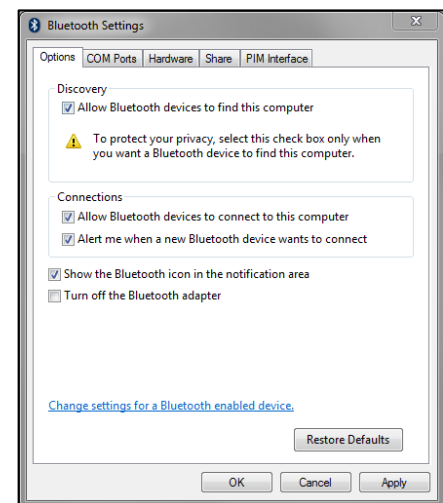 Bluetooth Settings
Options COM Ports Hardware Share PIM Interface
Discovery
Allow Bluetooth devices to find this computer
To protect your privacy, select this check box only when
you want a Bluetooth device to find this computer.
Connections
Allow Bluetooth devices to connect to this computer
Alert me when a new Bluetooth device wants to connect
Show the Bluetooth icon in the notification area
Turn off the Bluetooth adapter
Change settings for a Bluetooth enabled device.
Restore Defaults
OK Cancel Apply